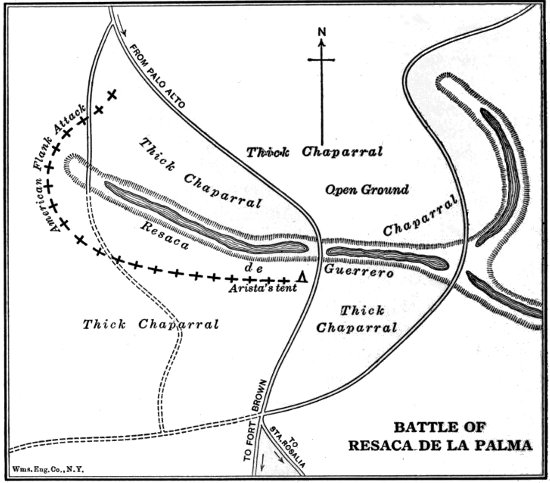 N
FROM PALO ALTO
American Flank Attack
Thick Chaparral
Thick Chaparral
Open Ground
Chaparral
Resaca
de
Guerrero
Arista's tent
Thick Chaparral
Thick
Chaparral
TO FORT BROWN
TO
STA. ROSALIA
BATTLE OF
RESACA DE LA PALMA
Wms. Eng. Co., N.Y.